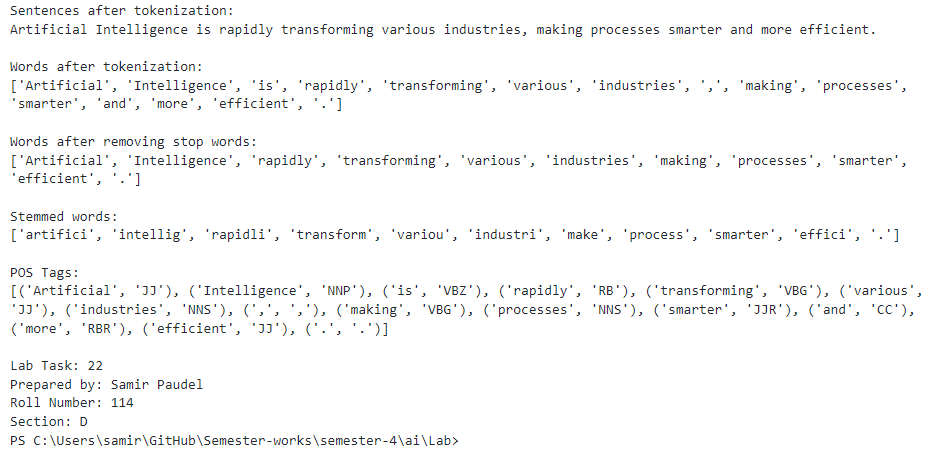 Sentences after tokenization:
Artificial Intelligence is rapidly transforming various industries, making processes smarter and more efficient.
Words after tokenization:
['Artificial', 'Intelligence', 'is', 'rapidly', 'transforming', 'various', 'industries', ',', 'making', 'processes',
'smarter', 'and', 'more', 'efficient', '.']
Words after removing stop words:
['Artificial', 'Intelligence', 'rapidly', 'transforming', 'various', 'industries', 'making', 'processes', 'smarter',
'efficient', '.']
Stemmed words:
['artifici', 'intellig', 'rapidli', 'transform', 'variou', 'industri', 'make', 'process', 'smarter', 'effici', '.']
POS Tags:
[('Artificial', 'JJ'), ('Intelligence', 'NNP'), ('is', 'VBZ'), ('rapidly', 'RB'), ('transforming', 'VBG'), ('various',
'JJ'), ('industries', 'NNS'), (',', ','), ('making', 'VBG'), ('processes', 'NNS'), ('smarter', 'JJR'), ('and', 'CC'),
('more', 'RBR'), ('efficient', 'JJ'), ('.', '.')]
Lab Task: 22
Prepared by: Samir Paudel
Roll Number: 114
Section: D
PS C:\Users\samir\GitHub\Semester-works\semester-4\ai\Lab>